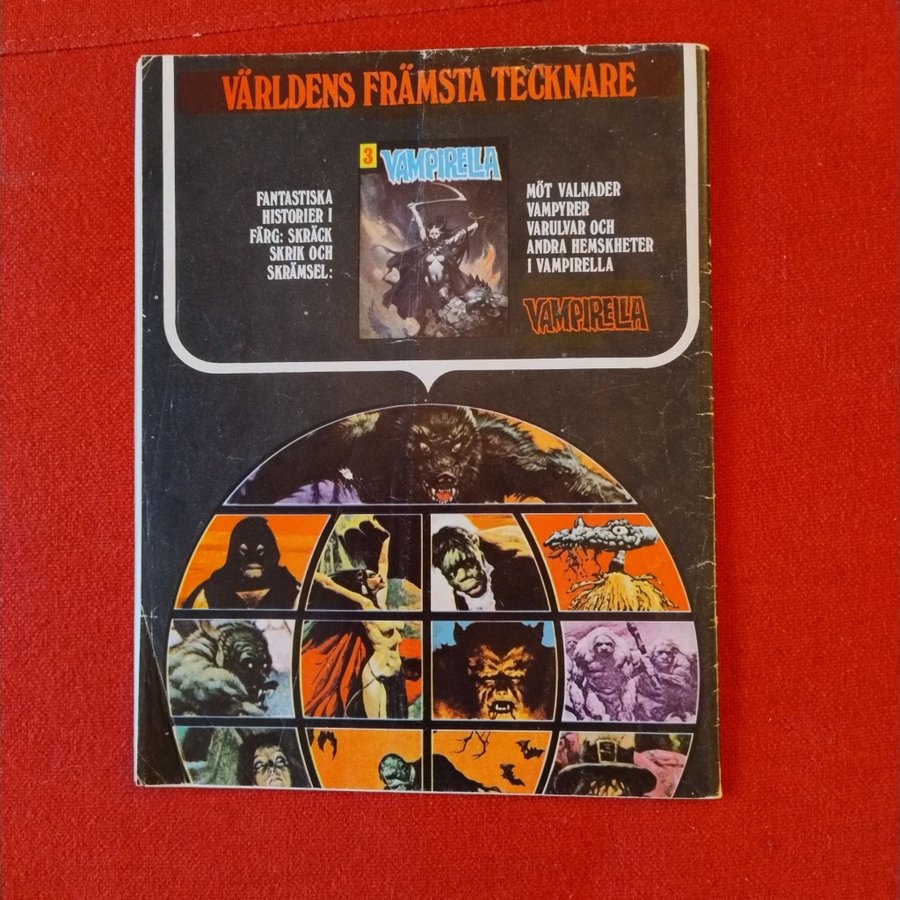 VÄRLDENS FRÄMSTA TECKNARE
3
VAMPIRELLA
FANTASTISKA
HISTORIER I
FÄRG: SKRÄCK
SKRIK OCH
SKRÄMSEL:
MÖT VALNADER
VAMPYRER
VARULVAR OCH
ANDRA HEMSKHETER
I VAMPIRELLA
VAMPIRELLA